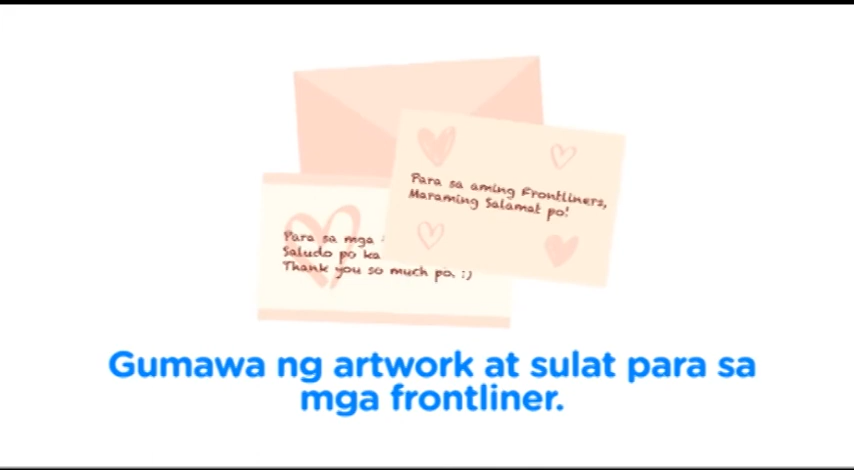 Para sa aming Frontliners,
Maraming Salamat po!
Para sa mga
Saludo po ka
Thank you so much po. :)
Gumawa ng artwork at sulat para sa
mga frontliner.